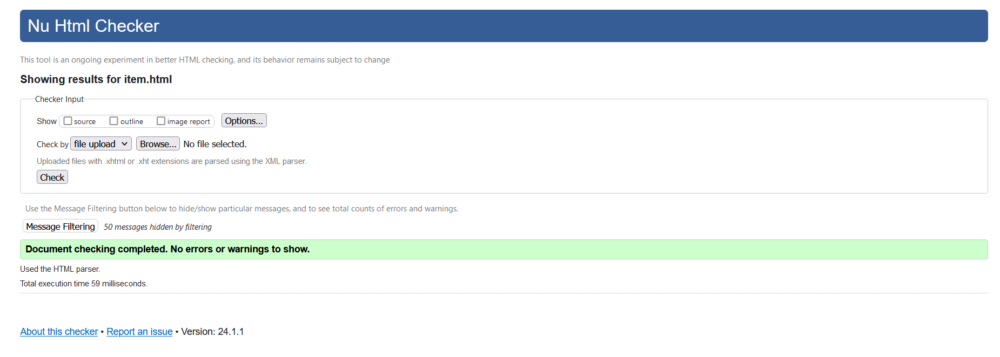 Nu Html Checker
This tool is an ongoing experiment in better HTML checking, and its behavior remains subject to change
Showing results for item.html
Checker Input
Show source outline image report Options...
Check by file upload Browse... No file selected.
Uploaded files with .xhtml or .xht extensions are parsed using the XML parser.
Check
Use the Message Filtering button below to hide/show particular messages, and to see total counts of errors and warnings.
Message Filtering 50 messages hidden by filtering
Document checking completed. No errors or warnings to show.
Used the HTML parser.
Total execution time 59 milliseconds.
About this checker • Report an issue • Version: 24.1.1